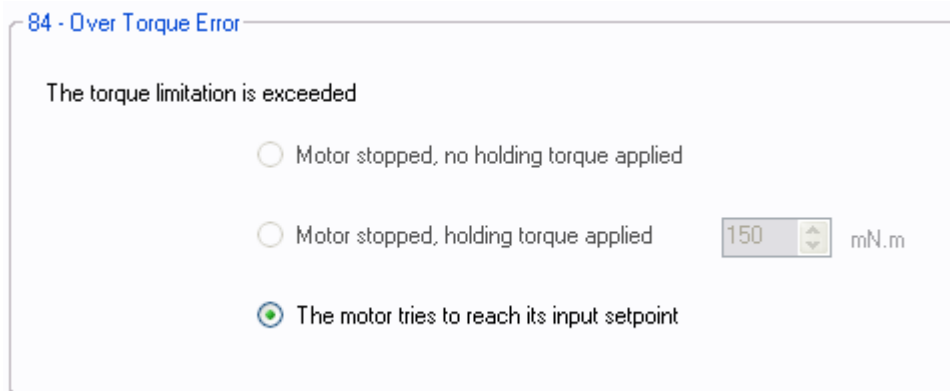 84 - Over Torque Error
The torque limitation is exceeded
Motor stopped, no holding torque applied
Motor stopped, holding torque applied 150 mN.m
The motor tries to reach its input setpoint